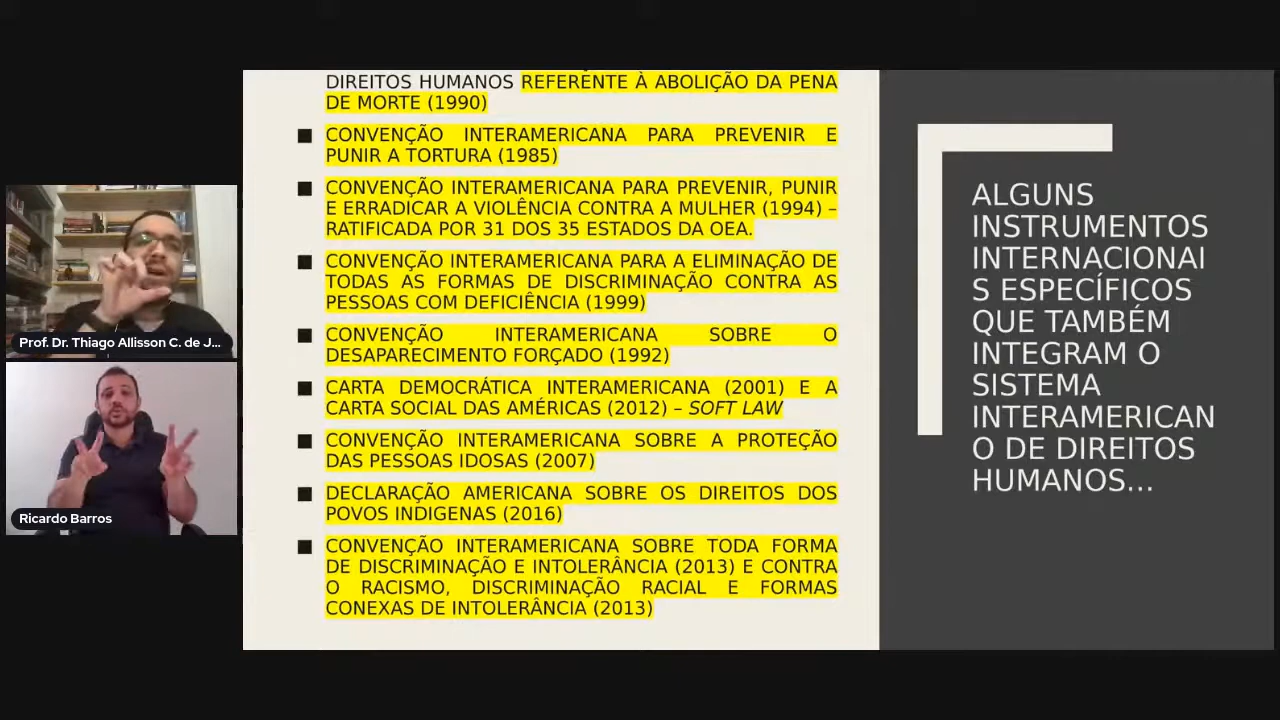 DIREITOS HUMANOS REFERENTE À ABOLIÇÃO DA PENA
DE MORTE (1990)
■ CONVENÇÃO INTERAMERICANA PARA PREVENIR E
PUNIR A TORTURA (1985)
■ CONVENÇÃO INTERAMERICANA PARA PREVENIR, PUNIR
E ERRADICAR A VIOLÊNCIA CONTRA A MULHER (1994) –
RATIFICADA POR 31 DOS 35 ESTADOS DA OEA.
■ CONVENÇÃO INTERAMERICANA PARA A ELIMINAÇÃO DE
TODAS AS FORMAS DE DISCRIMINAÇÃO CONTRA AS
PESSOAS COM DEFICIÊNCIA (1999)
■ CONVENÇÃO INTERAMERICANA SOBRE O
DESAPARECIMENTO FORÇADO (1992)
■ CARTA DEMOCRÁTICA INTERAMERICANA (2001) E A
CARTA SOCIAL DAS AMÉRICAS (2012) – SOFT LAW
■ CONVENÇÃO INTERAMERICANA SOBRE A PROTEÇÃO
DAS PESSOAS IDOSAS (2007)
■ DECLARAÇÃO AMERICANA SOBRE OS DIREITOS DOS
POVOS INDIGENAS (2016)
■ CONVENÇÃO INTERAMERICANA SOBRE TODA FORMA
DE DISCRIMINAÇÃO E INTOLERÂNCIA (2013) E CONTRA
O RACISMO, DISCRIMINAÇÃO RACIAL E FORMAS
CONEXAS DE INTOLERÂNCIA (2013)
ALGUNS
INSTRUMENTOS
INTERNACIONAI
S ESPECÍFICOS
QUE TAMBÉM
INTEGRAM O
SISTEMA
INTERAMERICAN
O DE DIREITOS
HUMANOS...
Prof. Dr. Thiago Allisson C. de J...
Ricardo Barros